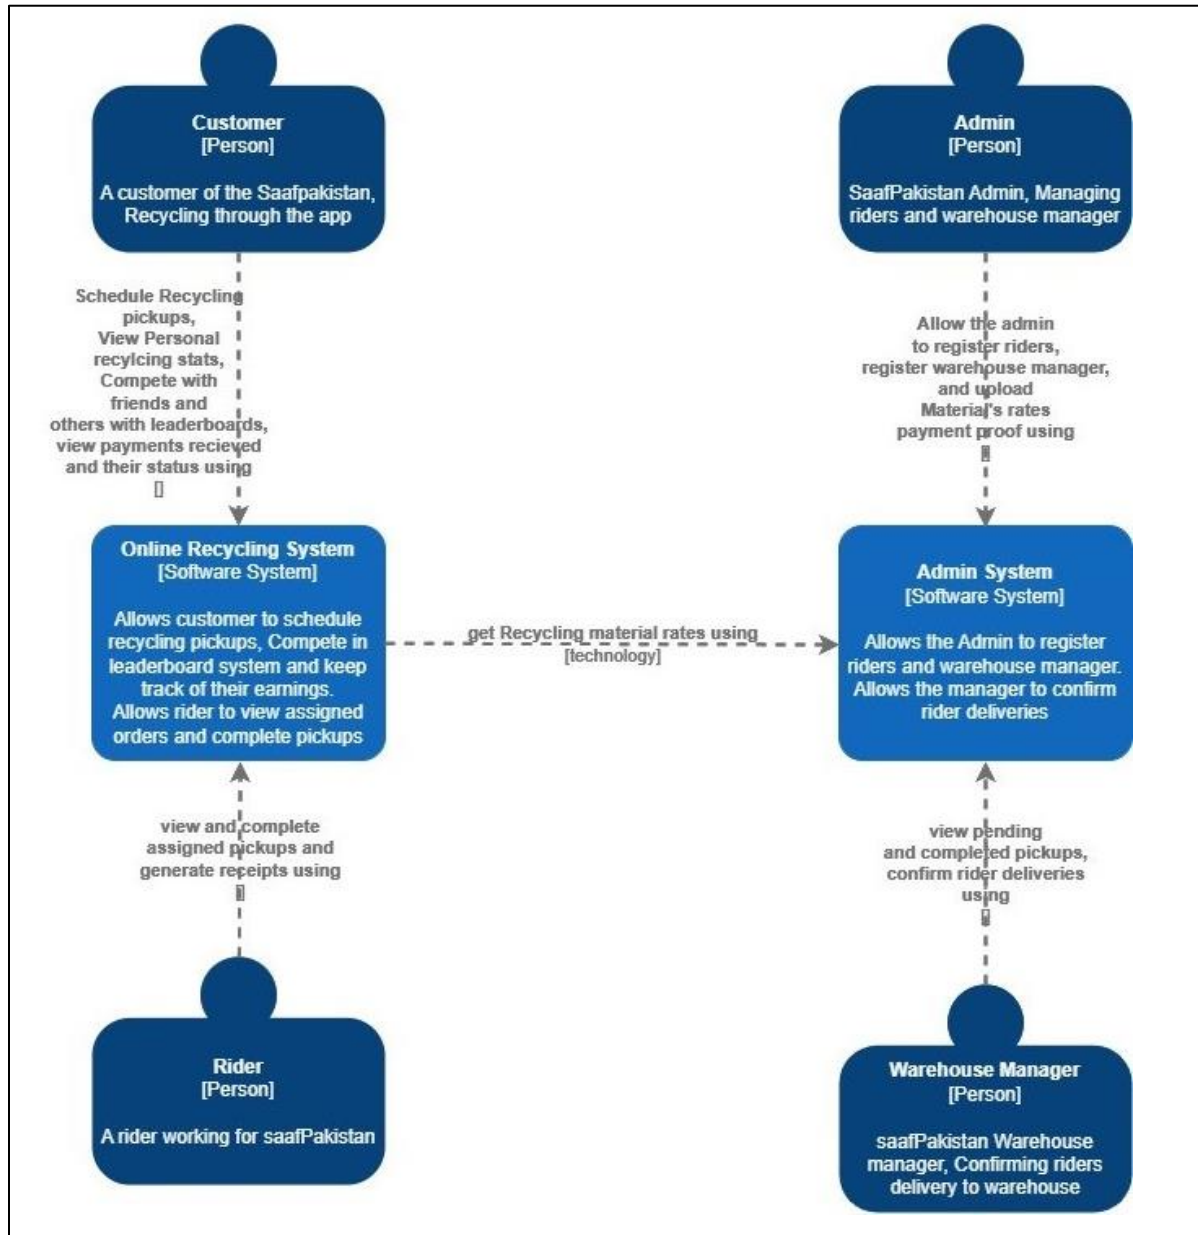 Customer
[Person]
A customer of the Saafpakistan,
Recycling through the app
Admin
[Person]
SaafPakistan Admin, Managing
riders and warehouse manager
Schedule Recycling
pickups,
View Personal
recylcing stats,
Compete with
friends and
others with leaderboards,
view payments recieved
and their status using
[]
Allow the admin
to register riders,
register warehouse manager,
and upload
Material's rates
payment proof using
[]
Online Recycling System
[Software System]
Allows customer to schedule
recycling pickups, Compete in
leaderboard system and keep
track of their earnings.
Allows rider to view assigned
orders and complete pickups
get Recycling material rates using
[technology]
Admin System
[Software System]
Allows the Admin to register
riders and warehouse manager.
Allows the manager to confirm
rider deliveries
view and complete
assigned pickups and
generate receipts using
[]
view pending
and completed pickups,
confirm rider deliveries
using
[]
Rider
[Person]
A rider working for saafPakistan
Warehouse Manager
[Person]
saafPakistan Warehouse
manager, Confirming riders
delivery to warehouse